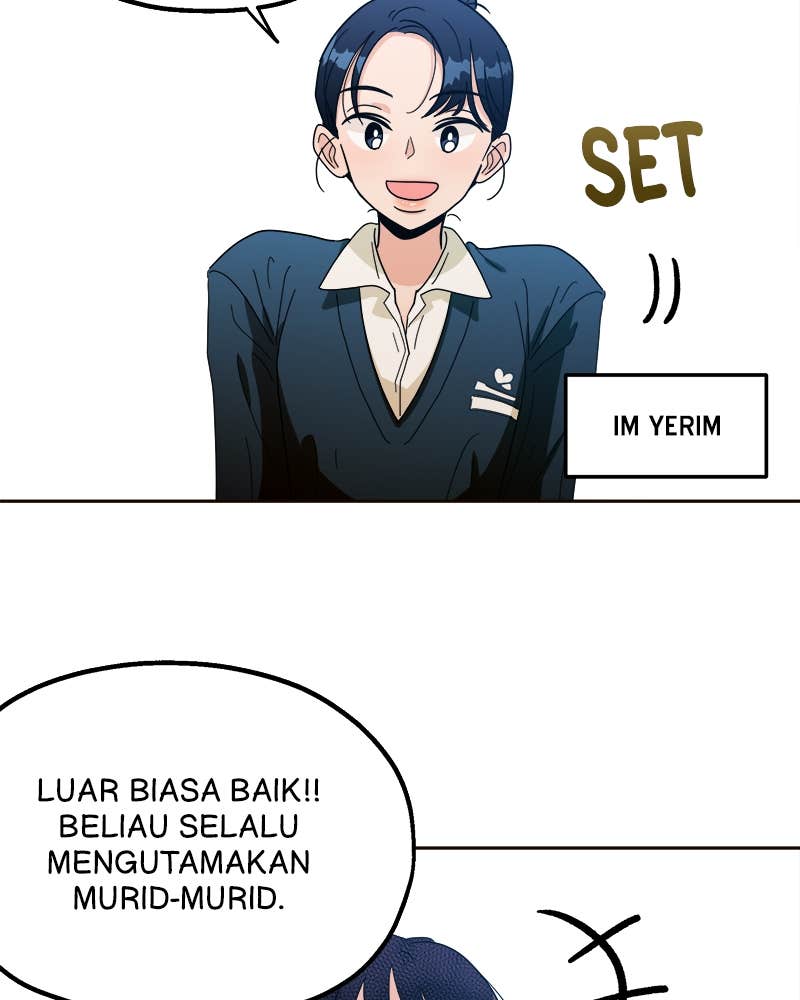 SET
IM YERIM
LUAR BIASA BAIK!!
BELIAU SELALU
MENGUTAMAKAN
MURID-MURID.